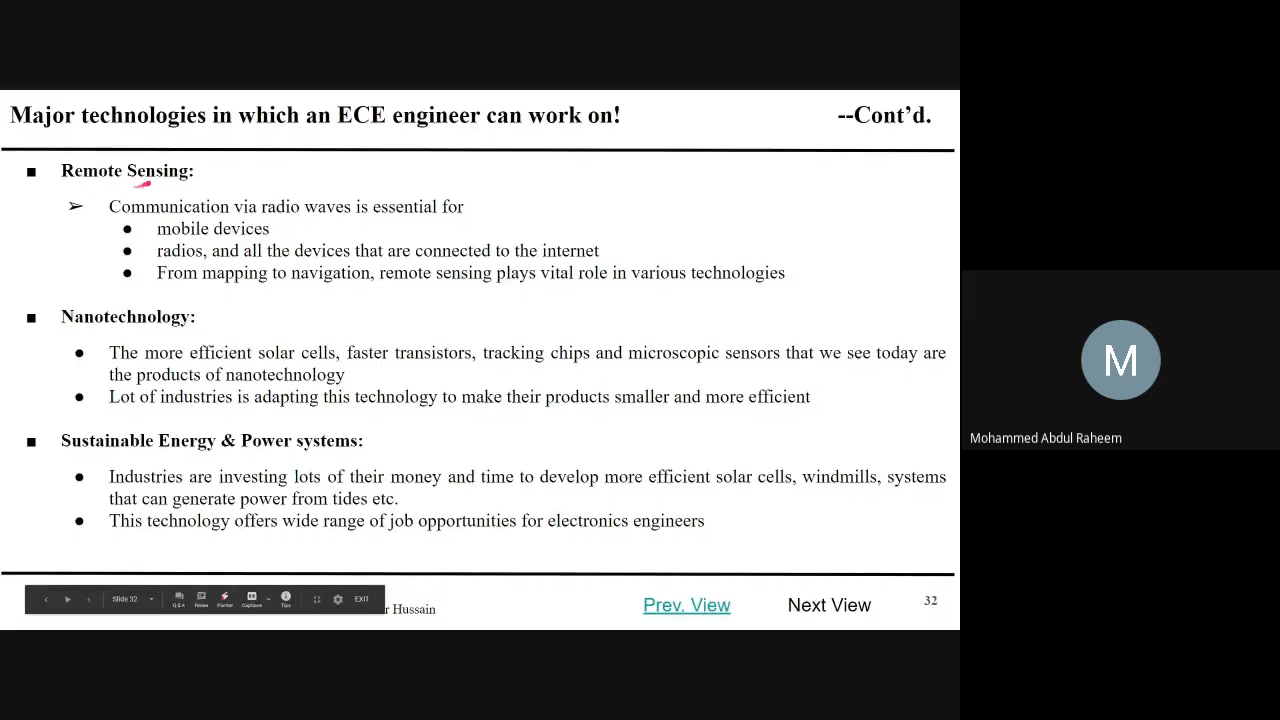 Major technologies in which an ECE engineer can work on! --Cont'd.
■ Remote Sensing:
➢ Communication via radio waves is essential for
● mobile devices
● radios, and all the devices that are connected to the internet
● From mapping to navigation, remote sensing plays vital role in various technologies
■ Nanotechnology:
● The more efficient solar cells, faster transistors, tracking chips and microscopic sensors that we see today are
the products of nanotechnology
● Lot of industries is adapting this technology to make their products smaller and more efficient
■ Sustainable Energy & Power systems:
● Industries are investing lots of their money and time to develop more efficient solar cells, windmills, systems
that can generate power from tides etc.
● This technology offers wide range of job opportunities for electronics engineers
Slide 32 Q&A Notes Pointer Captions Tips EXIT
r Hussain
Prev. View Next View 32
M
Mohammed Abdul Raheem